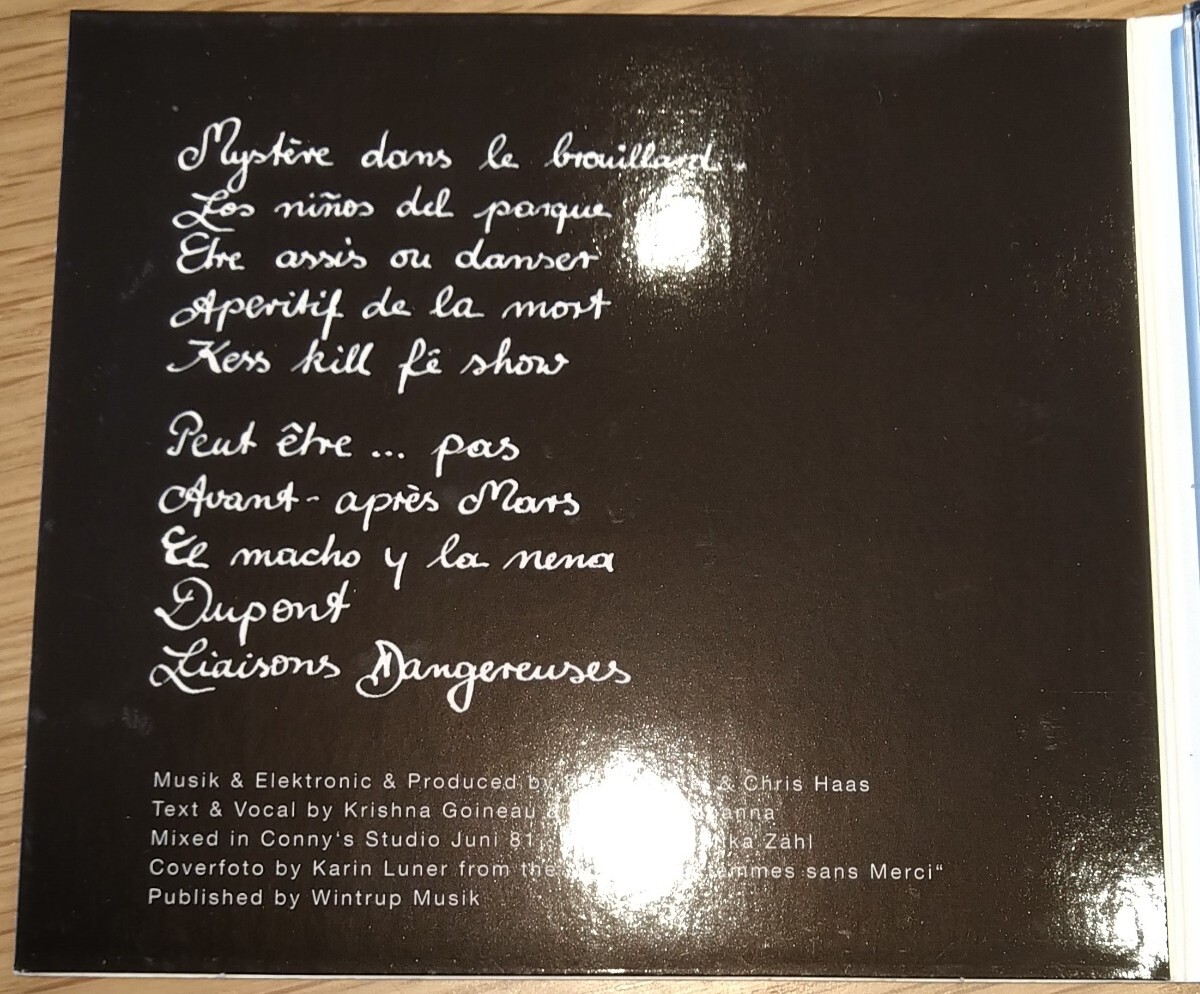 Mystère dans le brouillard.
Los niños del parque
Etre assis ou danser
Aperitif de la mort
Kess kill fê show
Peut être... pas
Avant-après Mars
El macho y la nena
Dupont
Liaisons Dangereuses
Musik & Elektronic & Produced by & Chris Haas
Text & Vocal by Krishna Goineau
Mixed in Conny's Studio Juni 81 Zähl
Coverfoto by Karin Luner from the sans Merci“
Published by Wintrup Musik